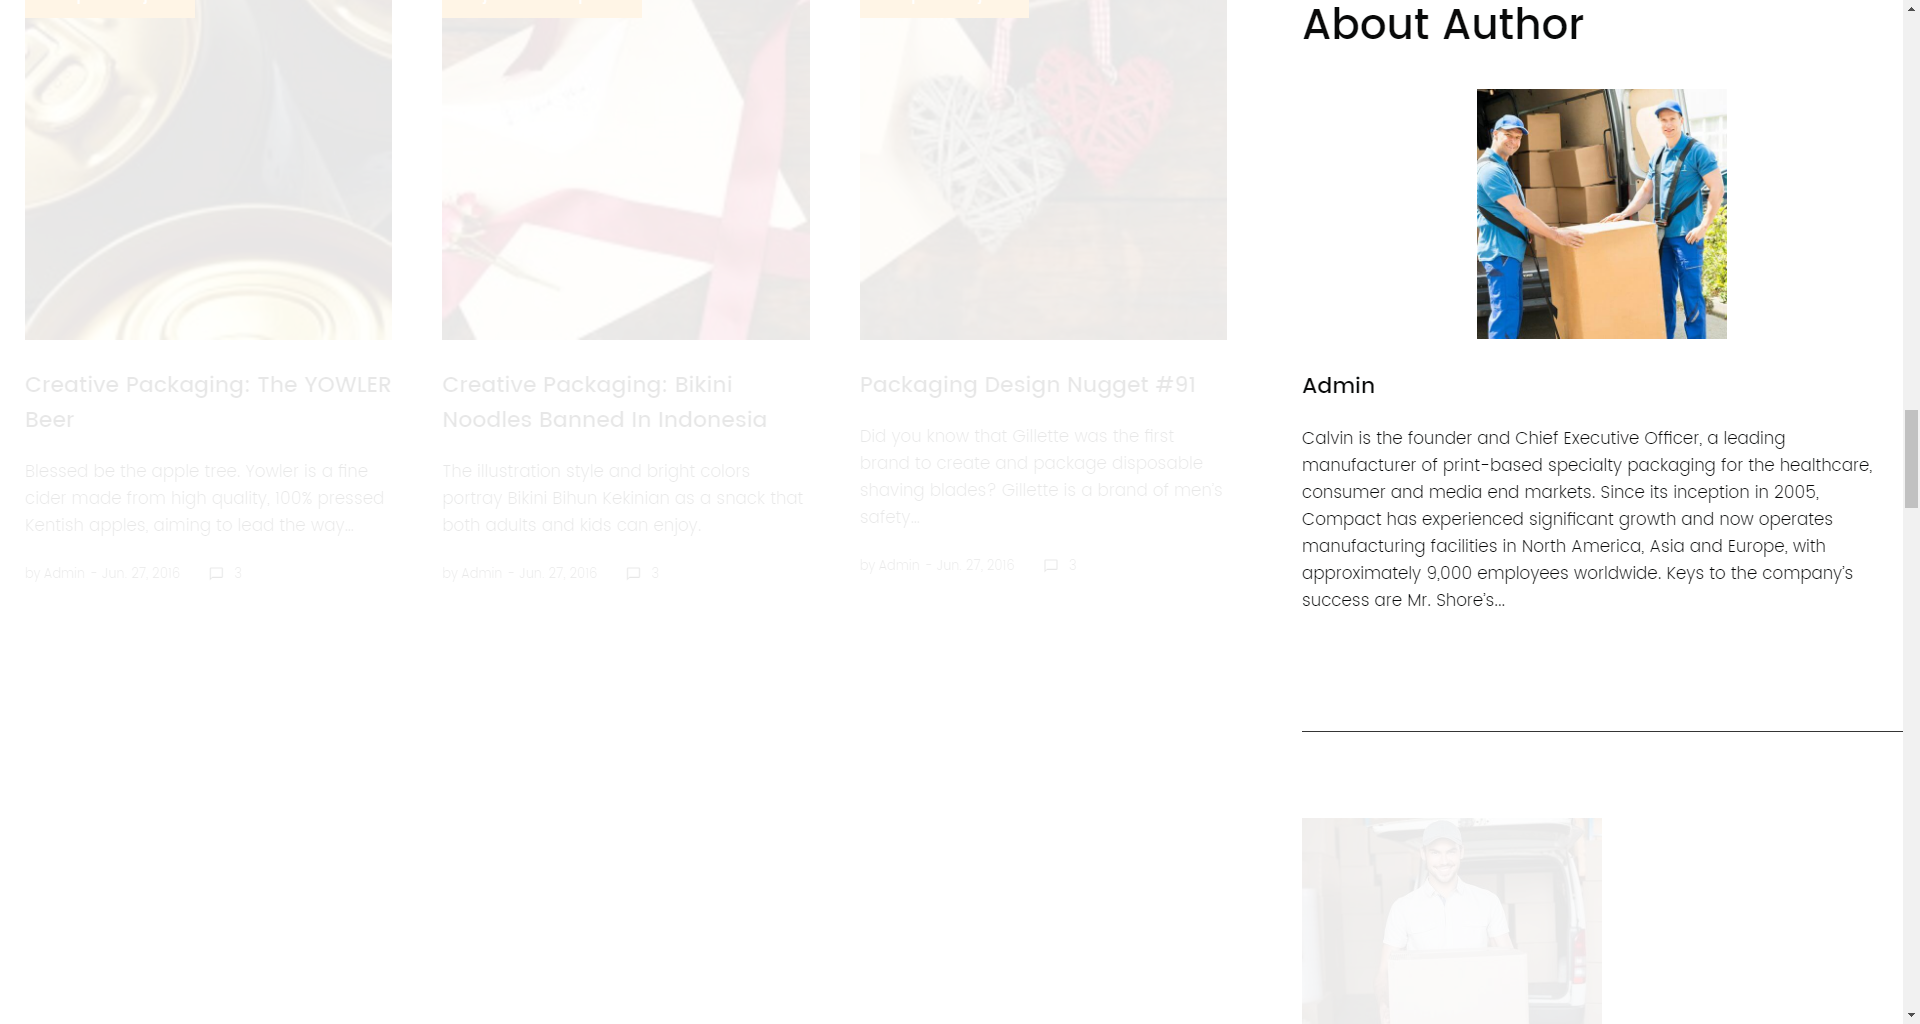 About Author
Creative Packaging: The YOWLER
Beer
Blessed be the apple tree. Yowler is a fine
cider made from high quality, 100% pressed
Kentish apples, aiming to lead the way...
by Admin - Jun. 27, 2016 3
Creative Packaging: Bikini
Noodles Banned In Indonesia
The illustration style and bright colors
portray Bikini Bihun Kekinian as a snack that
both adults and kids can enjoy.
by Admin - Jun. 27, 2016 3
Packaging Design Nugget #91
Did you know that Gillette was the first
brand to create and package disposable
shaving blades? Gillette is a brand of men's
safety...
by Admin - Jun. 27, 2016 3
Admin
Calvin is the founder and Chief Executive Officer, a leading
manufacturer of print-based specialty packaging for the healthcare,
consumer and media end markets. Since its inception in 2005,
Compact has experienced significant growth and now operates
manufacturing facilities in North America, Asia and Europe, with
approximately 9,000 employees worldwide. Keys to the company's
success are Mr. Shore's...